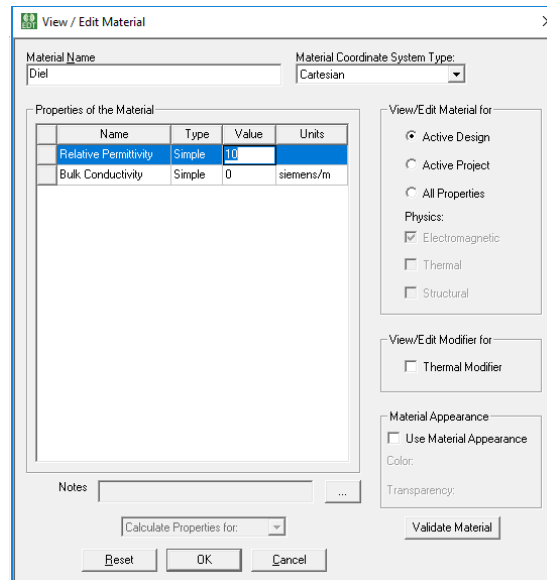 EDT View / Edit Material
Material Name
Material Coordinate System Type:
Diel
Cartesian
Properties of the Material
Name Type Value Units
Relative Permittivity Simple 10
Bulk Conductivity Simple 0 siemens/m
View/Edit Material for
Active Design
Active Project
All Properties
Physics:
Electromagnetic
Thermal
Structural
View/Edit Modifier for
Thermal Modifier
Material Appearance
Use Material Appearance
Color:
Transparency:
Notes ...
Calculate Properties for:
Validate Material
Reset OK Cancel